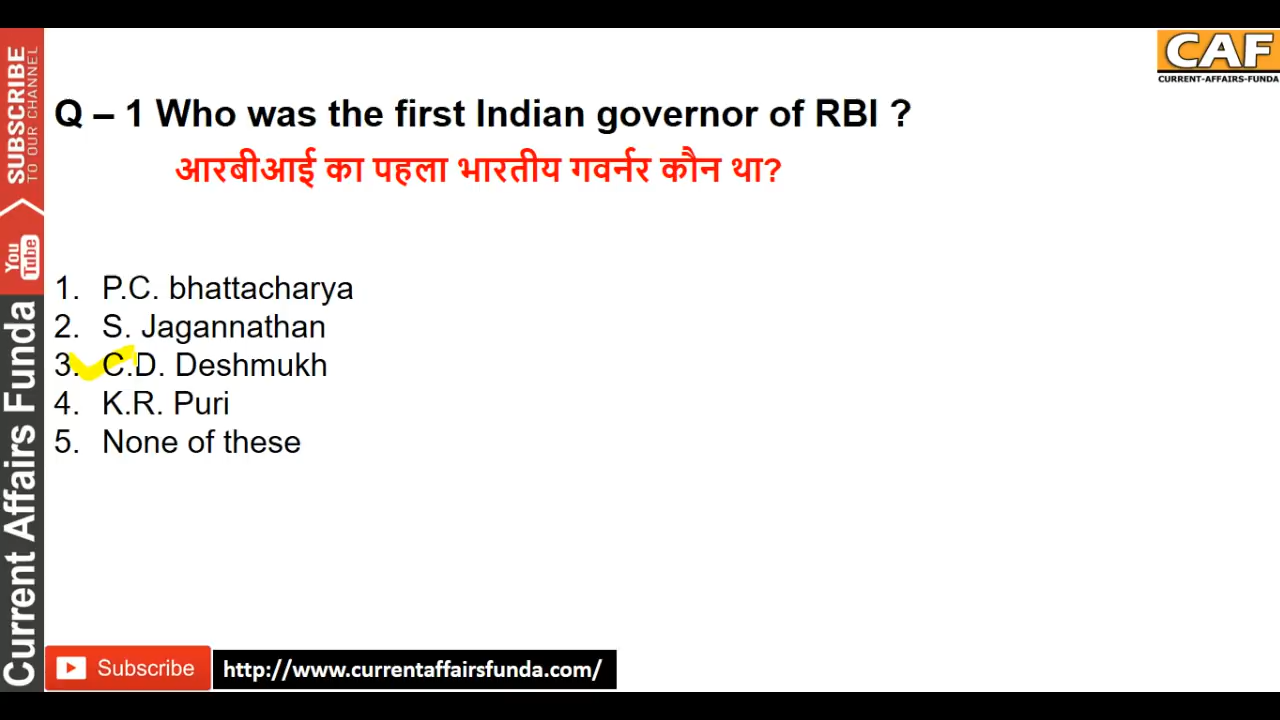 CAF
CURRENT-AFFAIRS-FUNDA
SUBSCRIBE
TO OUR CHANNEL
You
Tube
Current Affairs Funda
Q – 1 Who was the first Indian governor of RBI ?
आरबीआई का पहला भारतीय गवर्नर कौन था?
1. P.C. bhattacharya
2. S. Jagannathan
3. C.D. Deshmukh
4. K.R. Puri
5. None of these
Subscribe
http://www.currentaffairsfunda.com/